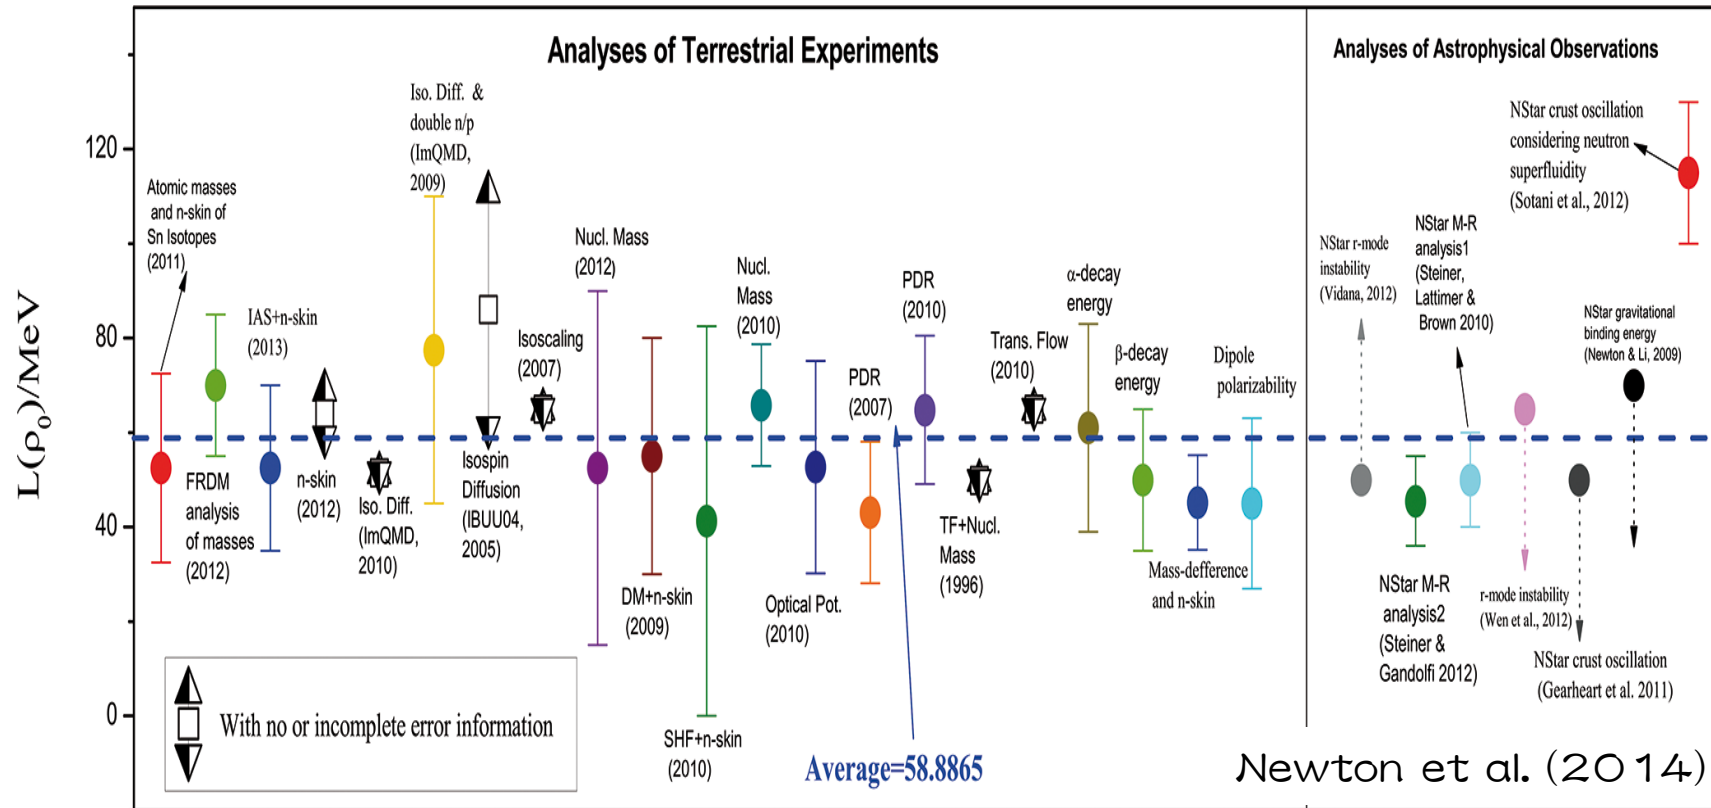 Analyses of Terrestrial Experiments
Analyses of Astrophysical Observations
L(ρ0)/MeV
120
80
40
0
Atomic masses
and n-skin of
Sn Isotopes
(2011)
FRDM
analysis
of masses
(2012)
IAS+n-skin
(2013)
n-skin
(2012)
Iso. Diff.
(ImQMD,
2010)
Iso. Diff. &
double n/p
(ImQMD,
2009)
Isospin
Diffusion
(IBUU04,
2005)
Isoscaling
(2007)
Nucl. Mass
(2012)
DM+n-skin
(2009)
SHF+n-skin
(2010)
Nucl.
Mass
(2010)
Optical Pot.
(2010)
PDR
(2007)
PDR
(2010)
TF+Nucl.
Mass
(1996)
Trans. Flow
(2010)
α-decay
energy
β-decay
energy
Mass-defference
and n-skin
Dipole
polarizability
NStar r-mode
instability
(Vidana, 2012)
NStar M-R
analysis2
(Steiner &
Gandolfi 2012)
NStar M-R
analysis1
(Steiner,
Lattimer &
Brown 2010)
r-mode instability
(Wen et al., 2012)
NStar crust oscillation
(Gearheart et al. 2011)
NStar gravitational
binding energy
(Newton & Li, 2009)
NStar crust oscillation
considering neutron
superfluidity
(Sotani et al., 2012)
With no or incomplete error information
Average=58.8865
Newton et al. (2014)